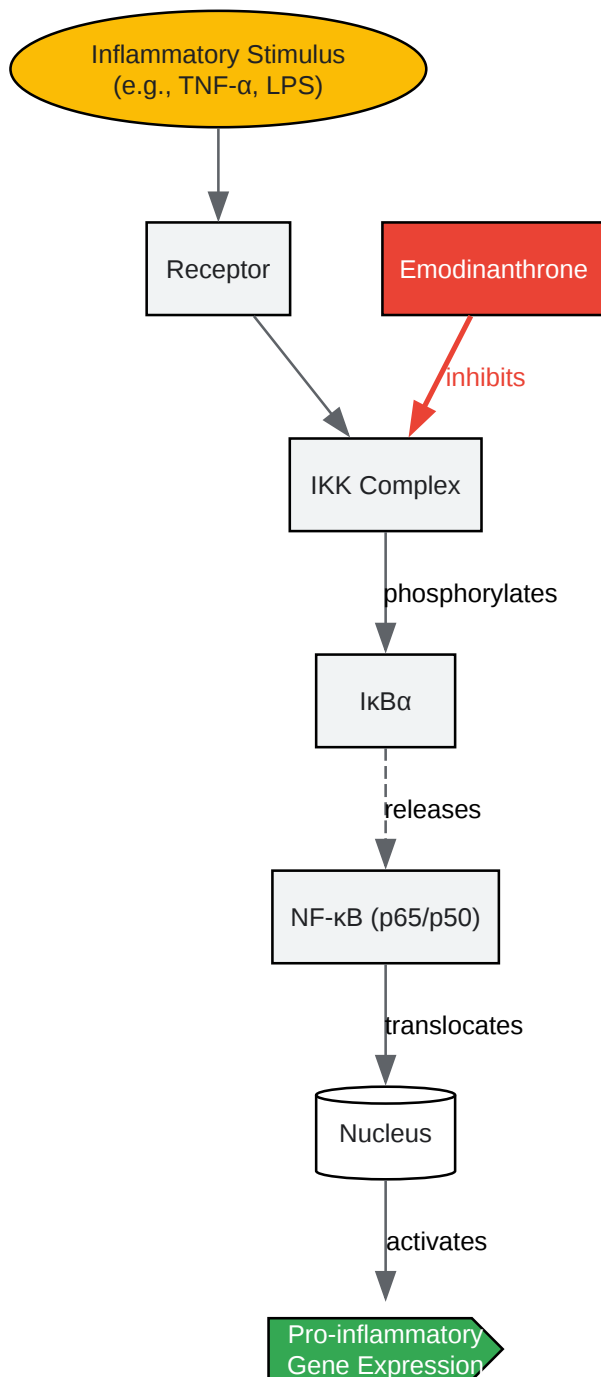 Inflammatory Stimulus
(e.g., TNF-α, LPS)
Receptor
Emodinanthrone
inhibits
IKK Complex
phosphorylates
IκBα
releases
NF-κB (p65/p50)
translocates
Nucleus
activates
Pro-inflammatory
Gene Expression